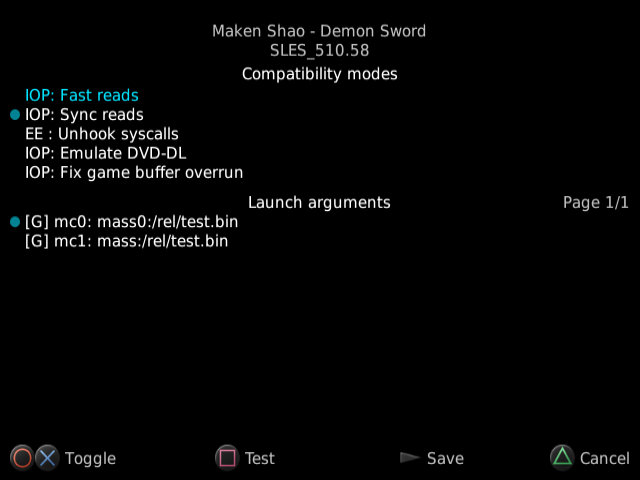 Maken Shao - Demon Sword
SLES_510.58
Compatibility modes
IOP: Fast reads
IOP: Sync reads
EE : Unhook syscalls
IOP: Emulate DVD-DL
IOP: Fix game buffer overrun
Launch arguments Page 1/1
[G] mc0: mass0:/rel/test.bin
[G] mc1: mass:/rel/test.bin
Toggle Test Save Cancel